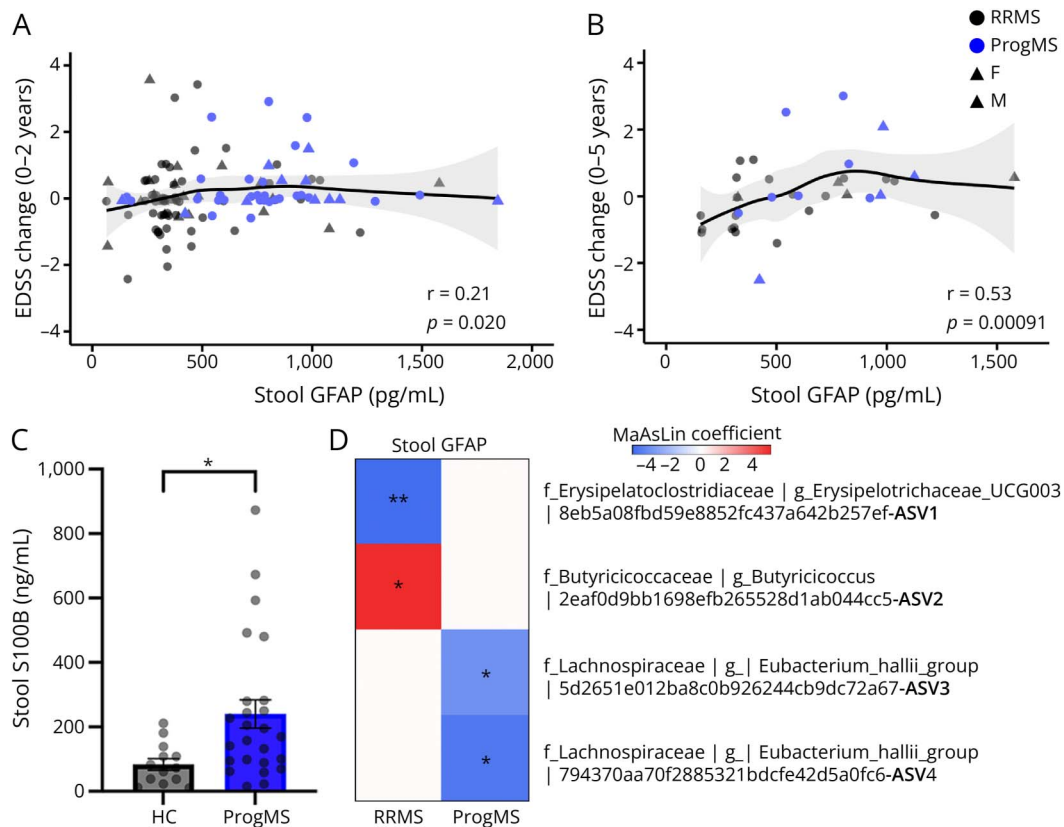 A
EDSS change (0–2 years)
4
2
0
−2
−4
0
500
1,000
1,500
2,000
Stool GFAP (pg/mL)
r = 0.21
p = 0.020
B
EDSS change (0–5 years)
4
2
0
−2
−4
0
500
1,000
1,500
Stool GFAP (pg/mL)
r = 0.53
p = 0.00091
RRMS
ProgMS
F
M
C
Stool S100B (ng/mL)
1,000
800
600
400
200
0
*
HC
ProgMS
D
Stool GFAP
MaAsLin coefficient
−4 −2 0 2 4
**
*
*
*
RRMS
ProgMS
f_Erysipelatoclostridiaceae | g_Erysipelotrichaceae_UCG003
| 8eb5a08fbd59e8852fc437a642b257ef-ASV1
f_Butyricicoccaceae | g_Butyricicoccus
| 2eaf0d9bb1698efb265528d1ab044cc5-ASV2
f_Lachnospiraceae | g_| Eubacterium_hallii_group
| 5d2651e012ba8c0b926244cb9dc72a67-ASV3
f_Lachnospiraceae | g_| Eubacterium_hallii_group
| 794370aa70f2885321bdcfe42d5a0fc6-ASV4